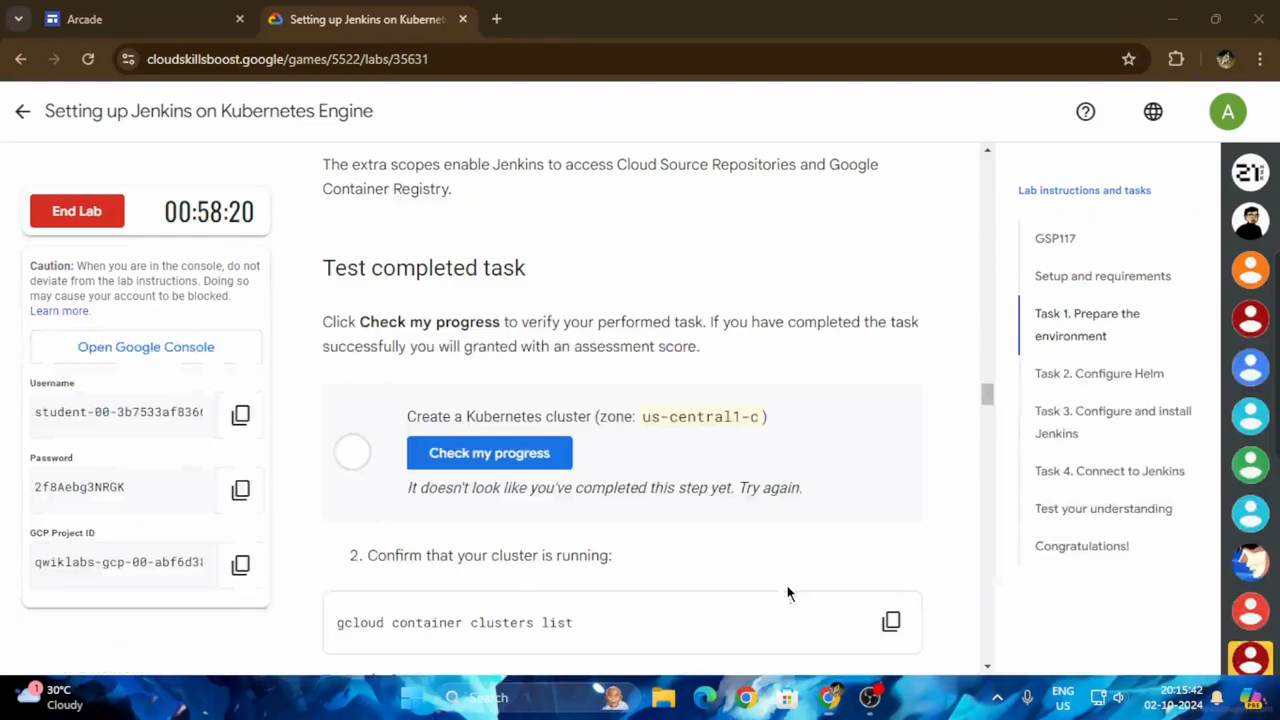 Arcade
Setting up Jenkins on Kubernet
cloudskillsboost.google/games/5522/labs/35631
Setting up Jenkins on Kubernetes Engine
A
End Lab
00:58:20
Caution: When you are in the console, do not
deviate from the lab instructions. Doing so
may cause your account to be blocked.
Learn more.
Open Google Console
Username
student-00-3b7533af836
Password
2f8Aebg3NRGK
GCP Project ID
qwiklabs-gcp-00-abf6d3
The extra scopes enable Jenkins to access Cloud Source Repositories and Google
Container Registry.
Test completed task
Click Check my progress to verify your performed task. If you have completed the task
successfully you will granted with an assessment score.
Create a Kubernetes cluster (zone: us-central1-c )
Check my progress
It doesn't look like you've completed this step yet. Try again.
2. Confirm that your cluster is running:
gcloud container clusters list
Lab instructions and tasks
GSP117
Setup and requirements
Task 1. Prepare the
environment
Task 2. Configure Helm
Task 3. Configure and install
Jenkins
Task 4. Connect to Jenkins
Test your understanding
Congratulations!
21
1
30°C
Cloudy
Search
ENG
US
20:15:42
02-10-2024
PRE